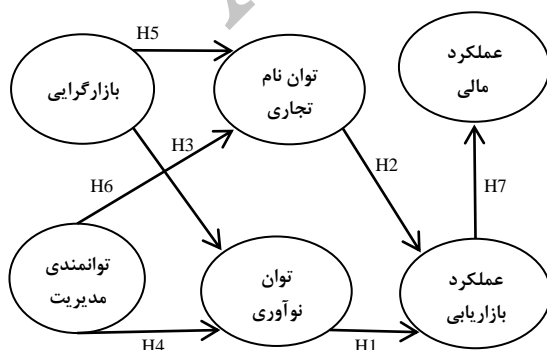 H5
عملکرد
مالی
توان نام
تجاری
بازارگرایی
H3
H6
H2
H7
توانمندی
مدیریت
توان
نوآوری
عملکرد
بازاریابی
H4
H1